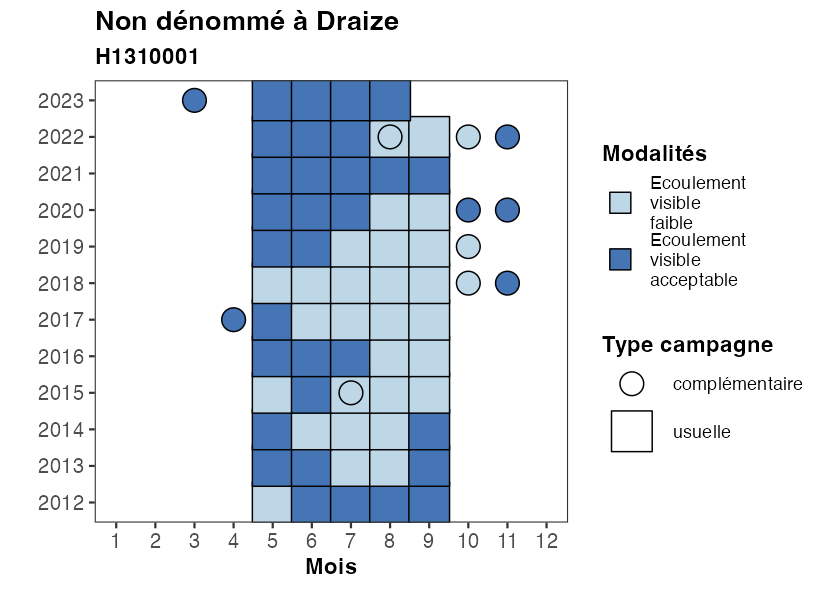 Non dénommé à Draize
H1310001
2023
2022
2021
2020
2019
2018
2017
2016
2015
2014
2013
2012
1 2 3 4 5 6 7 8 9 10 11 12
Mois
Modalités
Ecoulement
visible
faible
Ecoulement
visible
acceptable
Type campagne
complémentaire
usuelle